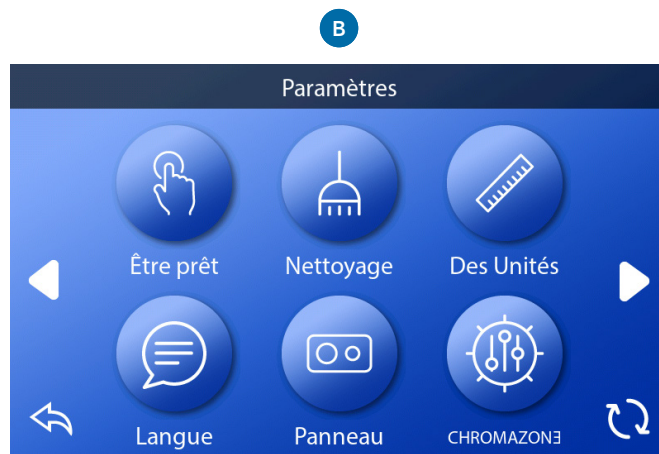 B
Paramètres
Être prêt
Nettoyage
Des Unités
Langue
Panneau
CHROMAZONƎ